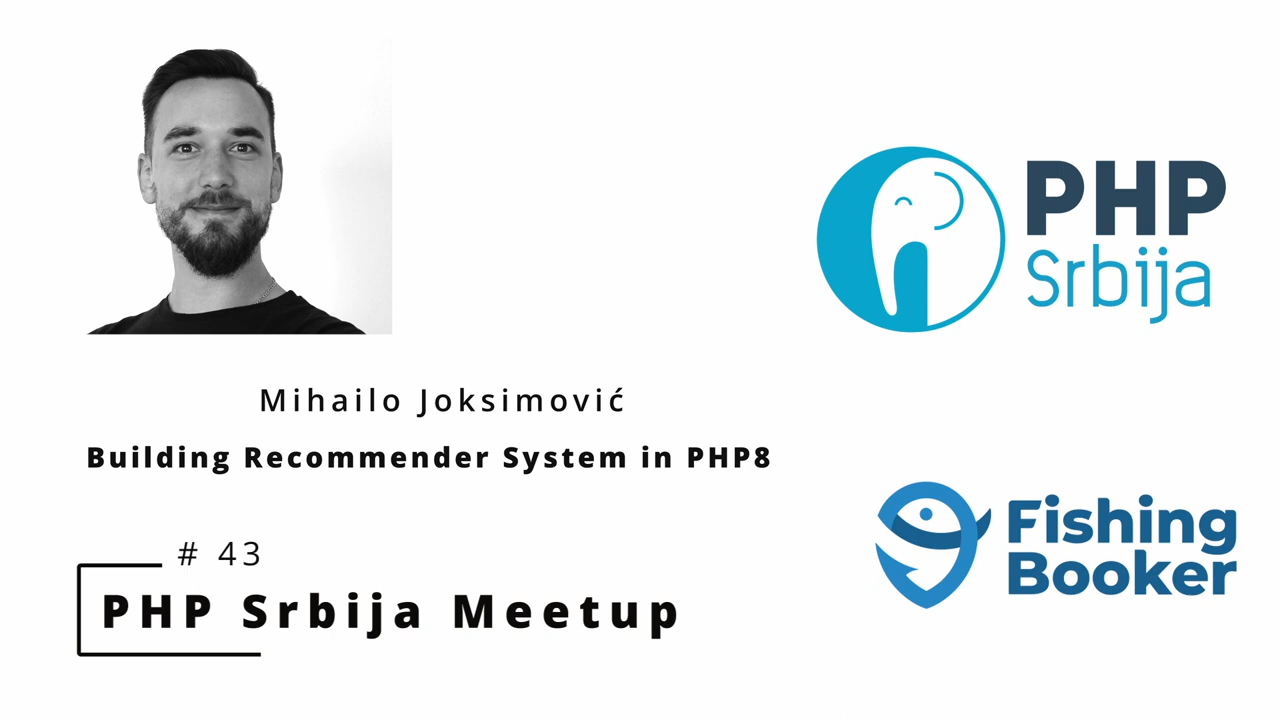 PHP
Srbija
Mihailo Joksimović
Building Recommender System in PHP8
Fishing
Booker
# 43
PHP Srbija Meetup